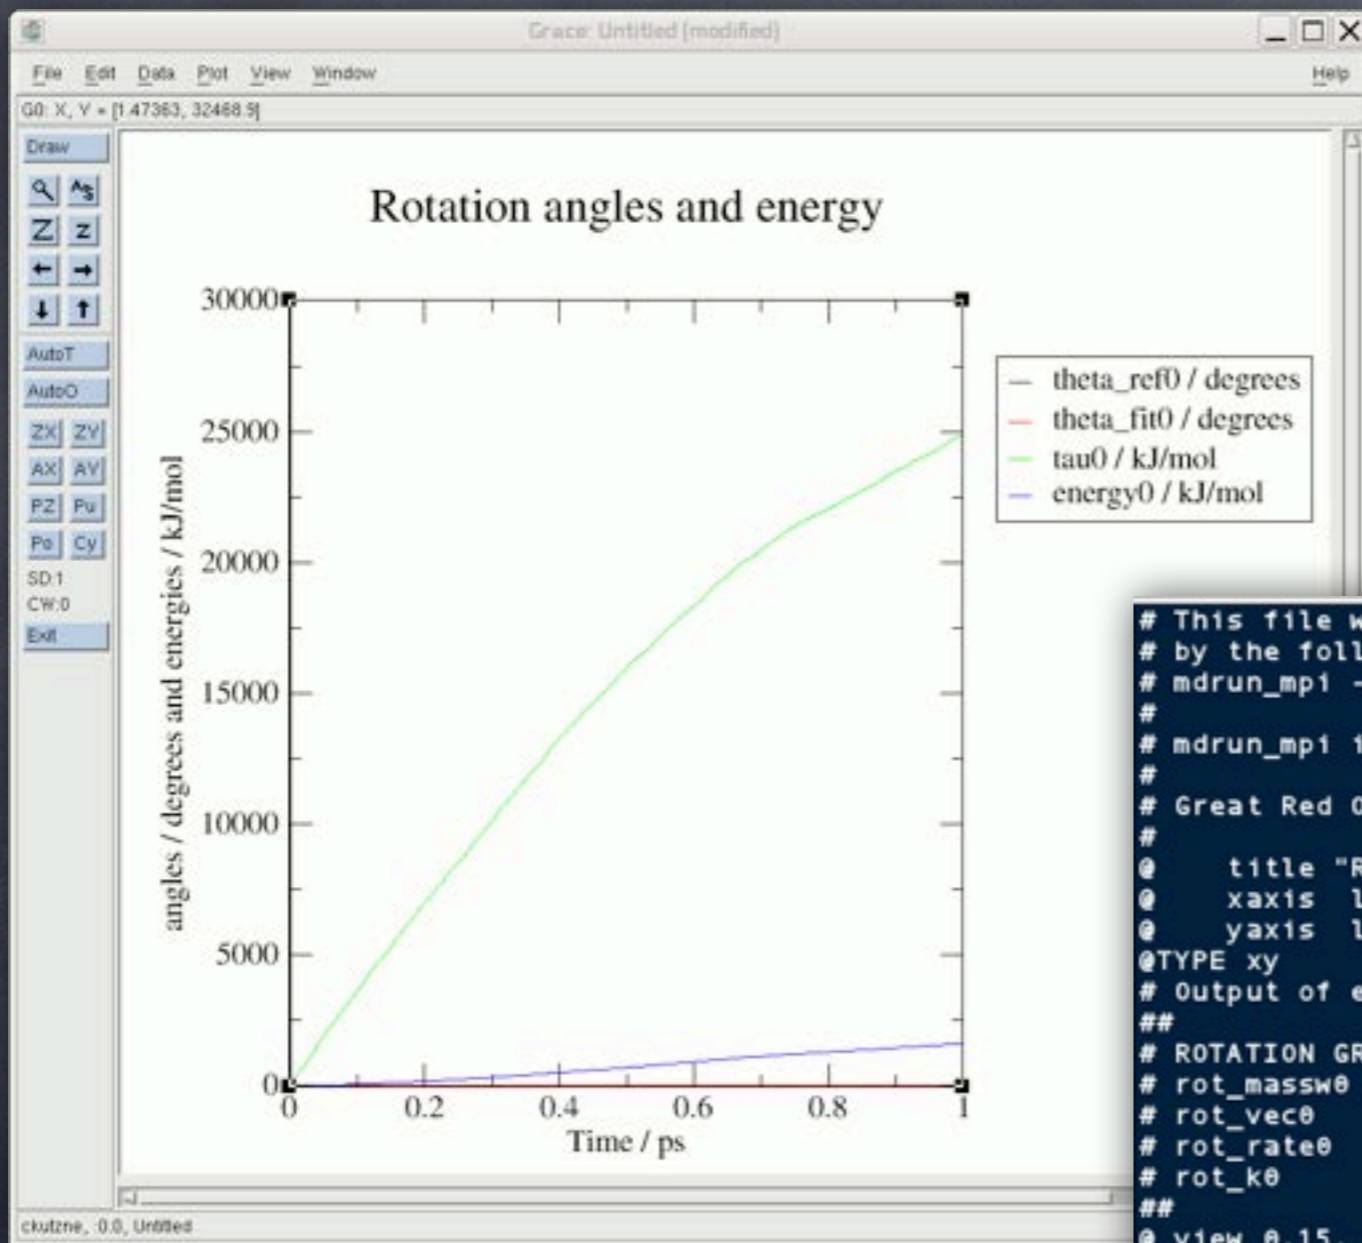 Grace: Untitled (modified)
File Edit Data Plot View Window Help
G0: X, Y = [1.47363, 32468.9]
Draw
AS
Z z
AutoT
AutoO
ZX ZY
AX AY
PZ Pu
Po Cy
SD:1
CW:0
Exit
Rotation angles and energy
30000
25000
20000
15000
10000
5000
0
angles / degrees and energies / kJ/mol
0 0.2 0.4 0.6 0.8 1
Time / ps
theta_ref0 / degrees
theta_fit0 / degrees
tau0 / kJ/mol
energy0 / kJ/mol
ckutzne, :0.0, Untitled
# This file w
# by the foll
# mdrun_mpi -
#
# mdrun_mpi i
#
# Great Red O
#
@ title "R
@ xaxis l
@ yaxis l
@TYPE xy
# Output of e
##
# ROTATION GR
# rot_massw0
# rot_vec0
# rot_rate0
# rot_k0
##
@ view 0.15,